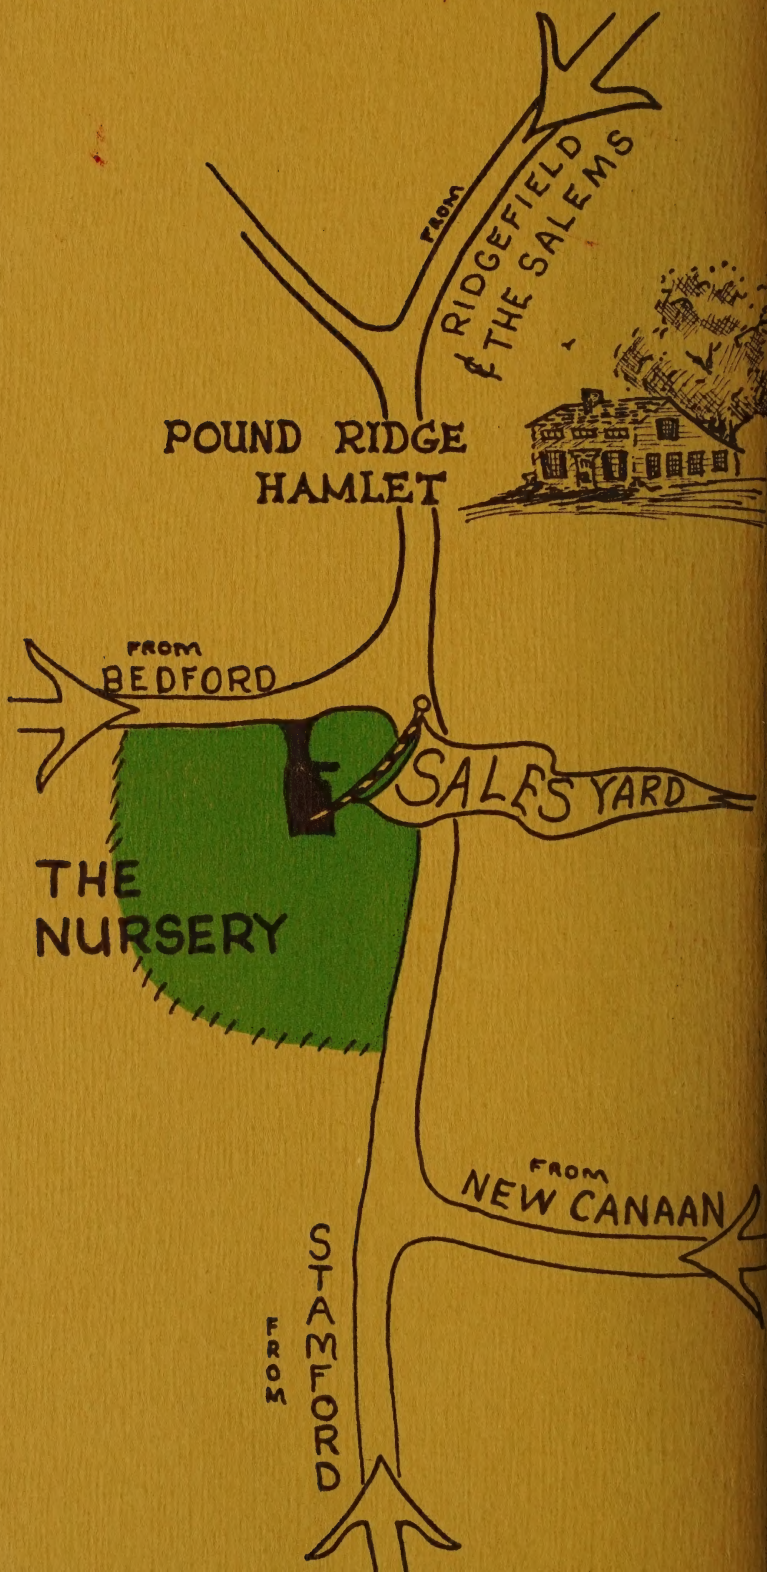 FROM
RIDGEFIELD
& THE SALEMS
POUND RIDGE
HAMLET
FROM
BEDFORD
SALES YARD
THE
NURSERY
FROM
NEW CANAAN
FROM
STAMFORD